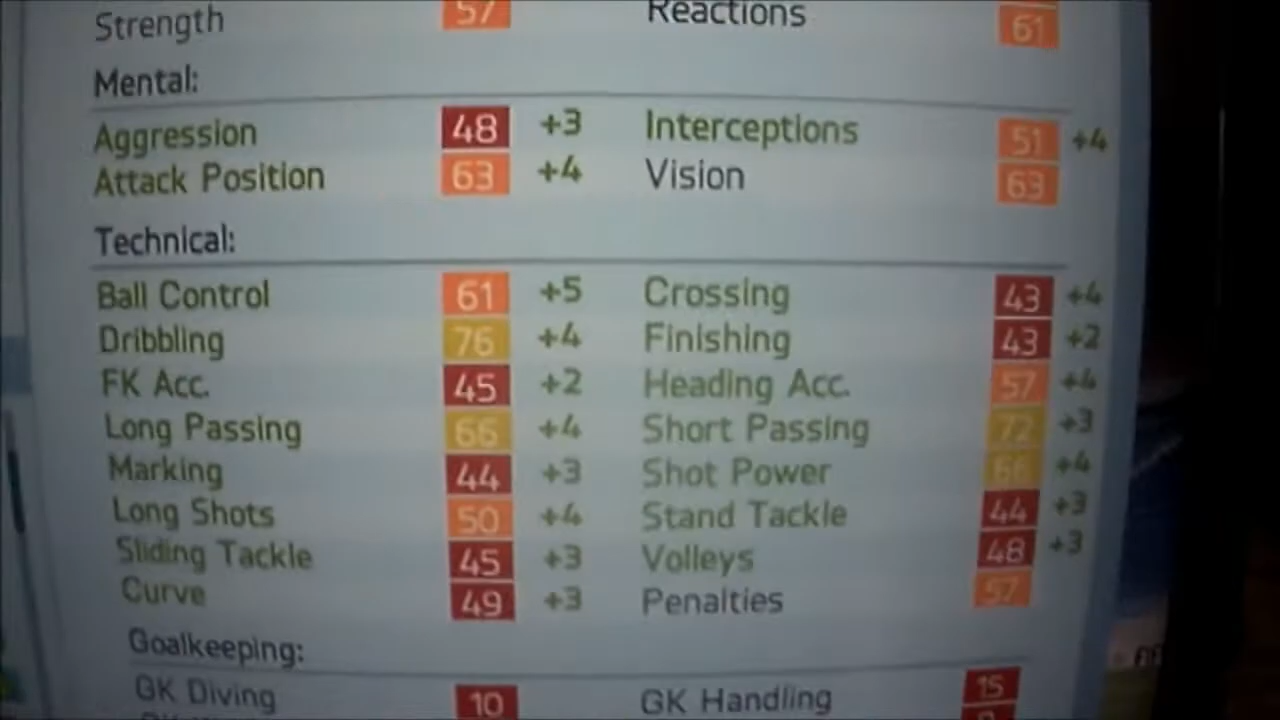 Strength 57 Reactions 61
Mental:
Aggression 48 +3 Interceptions 51 +4
Attack Position 63 +4 Vision 63
Technical:
Ball Control 61 +5 Crossing 43 +4
Dribbling 76 +4 Finishing 43 +2
FK Acc. 45 +2 Heading Acc. 57 +4
Long Passing 66 +4 Short Passing 72 +3
Marking 44 +3 Shot Power 66 +4
Long Shots 50 +4 Stand Tackle 44 +3
Sliding Tackle 45 +3 Volleys 48 +3
Curve 49 +3 Penalties 57
Goalkeeping:
GK Diving 10 GK Handling 15